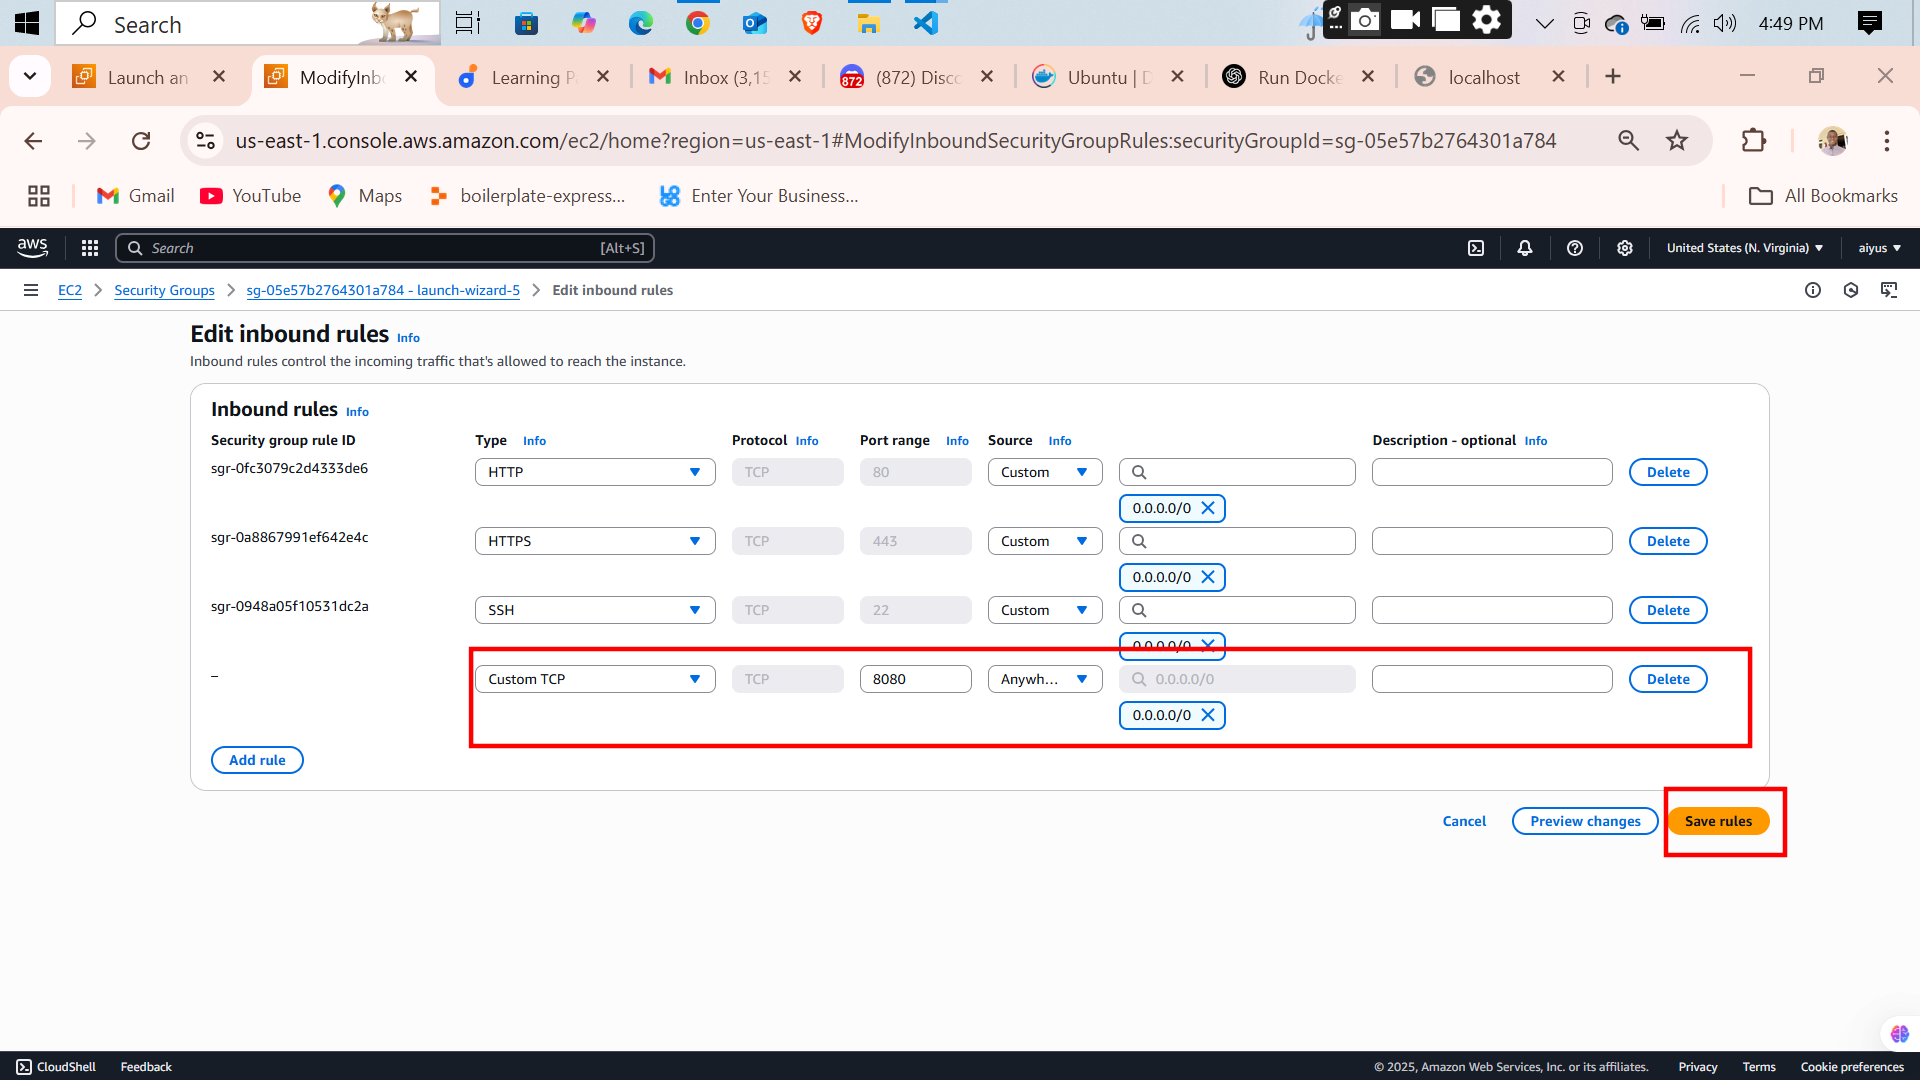 Search
4:49 PM
Launch an
ModifyInb
Learning P
Inbox (3,15
872
(872) Disco
Ubuntu | D
Run Docke
localhost
us-east-1.console.aws.amazon.com/ec2/home?region=us-east-1#ModifyInboundSecurityGroupRules:securityGroupId=sg-05e57b2764301a784
Gmail
YouTube
Maps
boilerplate-express...
Enter Your Business...
All Bookmarks
aws
Search
[Alt+S]
United States (N. Virginia)
aiyus
EC2
Security Groups
sg-05e57b2764301a784 - launch-wizard-5
Edit inbound rules
Edit inbound rules Info
Inbound rules control the incoming traffic that's allowed to reach the instance.
Inbound rules Info
Security group rule ID Type Info Protocol Info Port range Info Source Info Description - optional Info
sgr-0fc3079c2d4333de6 HTTP TCP 80 Custom Delete
0.0.0.0/0
sgr-0a8867991ef642e4c HTTPS TCP 443 Custom Delete
0.0.0.0/0
sgr-0948a05f10531dc2a SSH TCP 22 Custom Delete
0.0.0.0/0
– Custom TCP TCP 8080 Anywh... 0.0.0.0/0 Delete
0.0.0.0/0
Add rule
Cancel Preview changes Save rules
CloudShell Feedback © 2025, Amazon Web Services, Inc. or its affiliates. Privacy Terms Cookie preferences